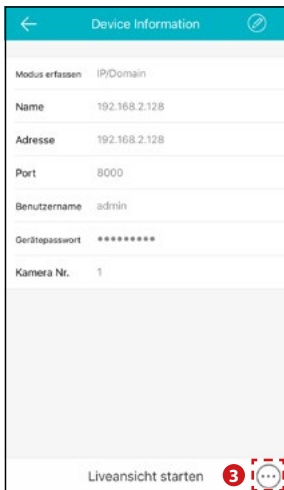 Device Information
Modus erfassen IP/Domain
Name 192.168.2.128
Adresse 192.168.2.128
Port 8000
Benutzername admin
Gerätepasswort •••••••••
Kamera Nr. 1
Liveansicht starten 3